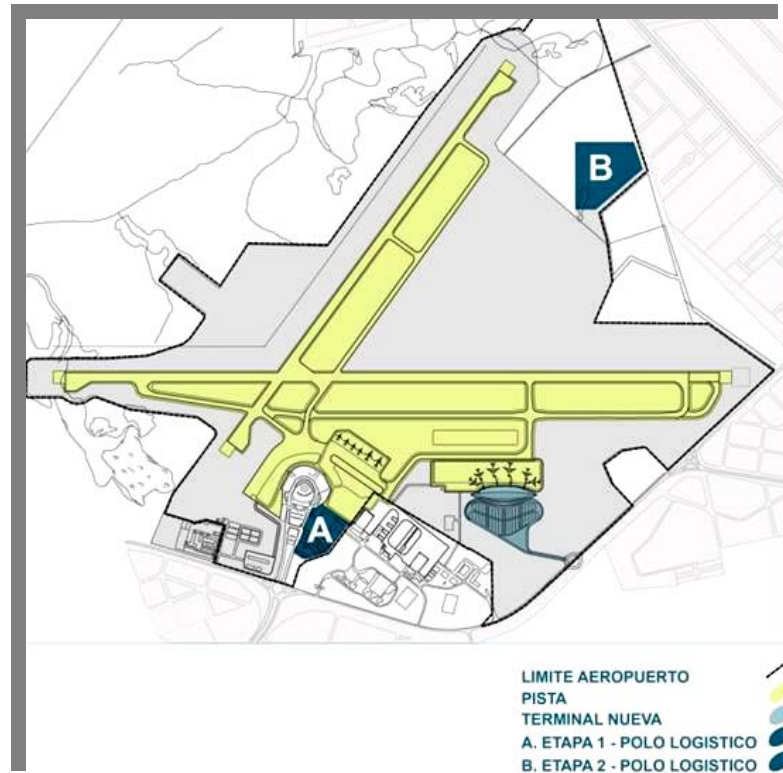 B
A
LIMITE AEROPUERTO
PISTA
TERMINAL NUEVA
A. ETAPA 1 - POLO LOGISTICO
B. ETAPA 2 - POLO LOGISTICO